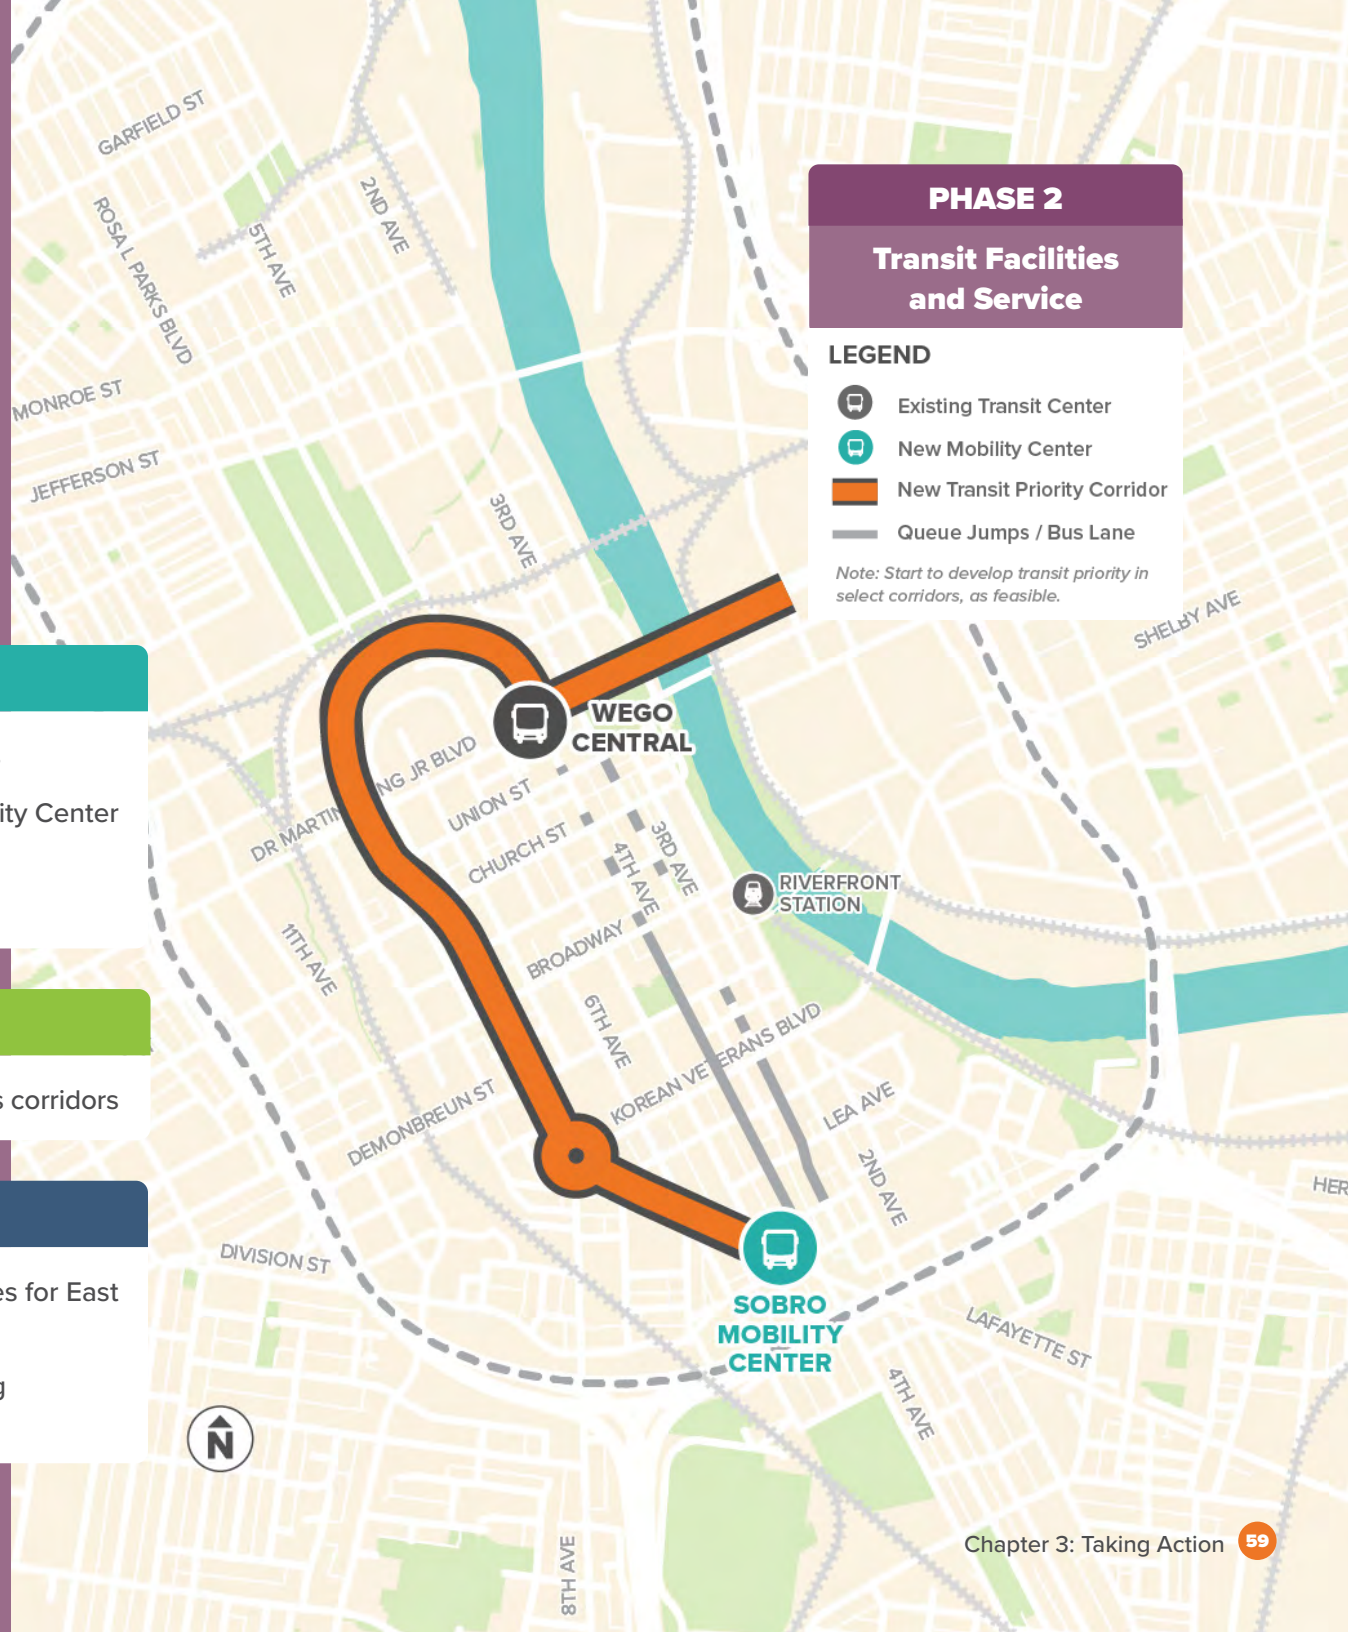 GARFIELD ST
ROSA L PARKS BLVD
5TH AVE
2ND AVE
MONROE ST
JEFFERSON ST
3RD AVE
PHASE 2
Transit Facilities
and Service
LEGEND
Existing Transit Center
New Mobility Center
New Transit Priority Corridor
Queue Jumps / Bus Lane
Note: Start to develop transit priority in
select corridors, as feasible.
SHELBY AVE
WEGO
CENTRAL
DR MARTIN NG JR BLVD
UNION ST
CHURCH ST
4TH AVE
3RD AVE
RIVERFRONT
STATION
BROADWAY
11TH AVE
6TH AVE
KOREAN VETERANS BLVD
DEMONBREUN ST
LEA AVE
2ND AVE
HER
DIVISION ST
SOBRO
MOBILITY
CENTER
LAFAYETTE ST
4TH AVE
8TH AVE
N
ity Center
s corridors
es for East
g
Chapter 3: Taking Action 59